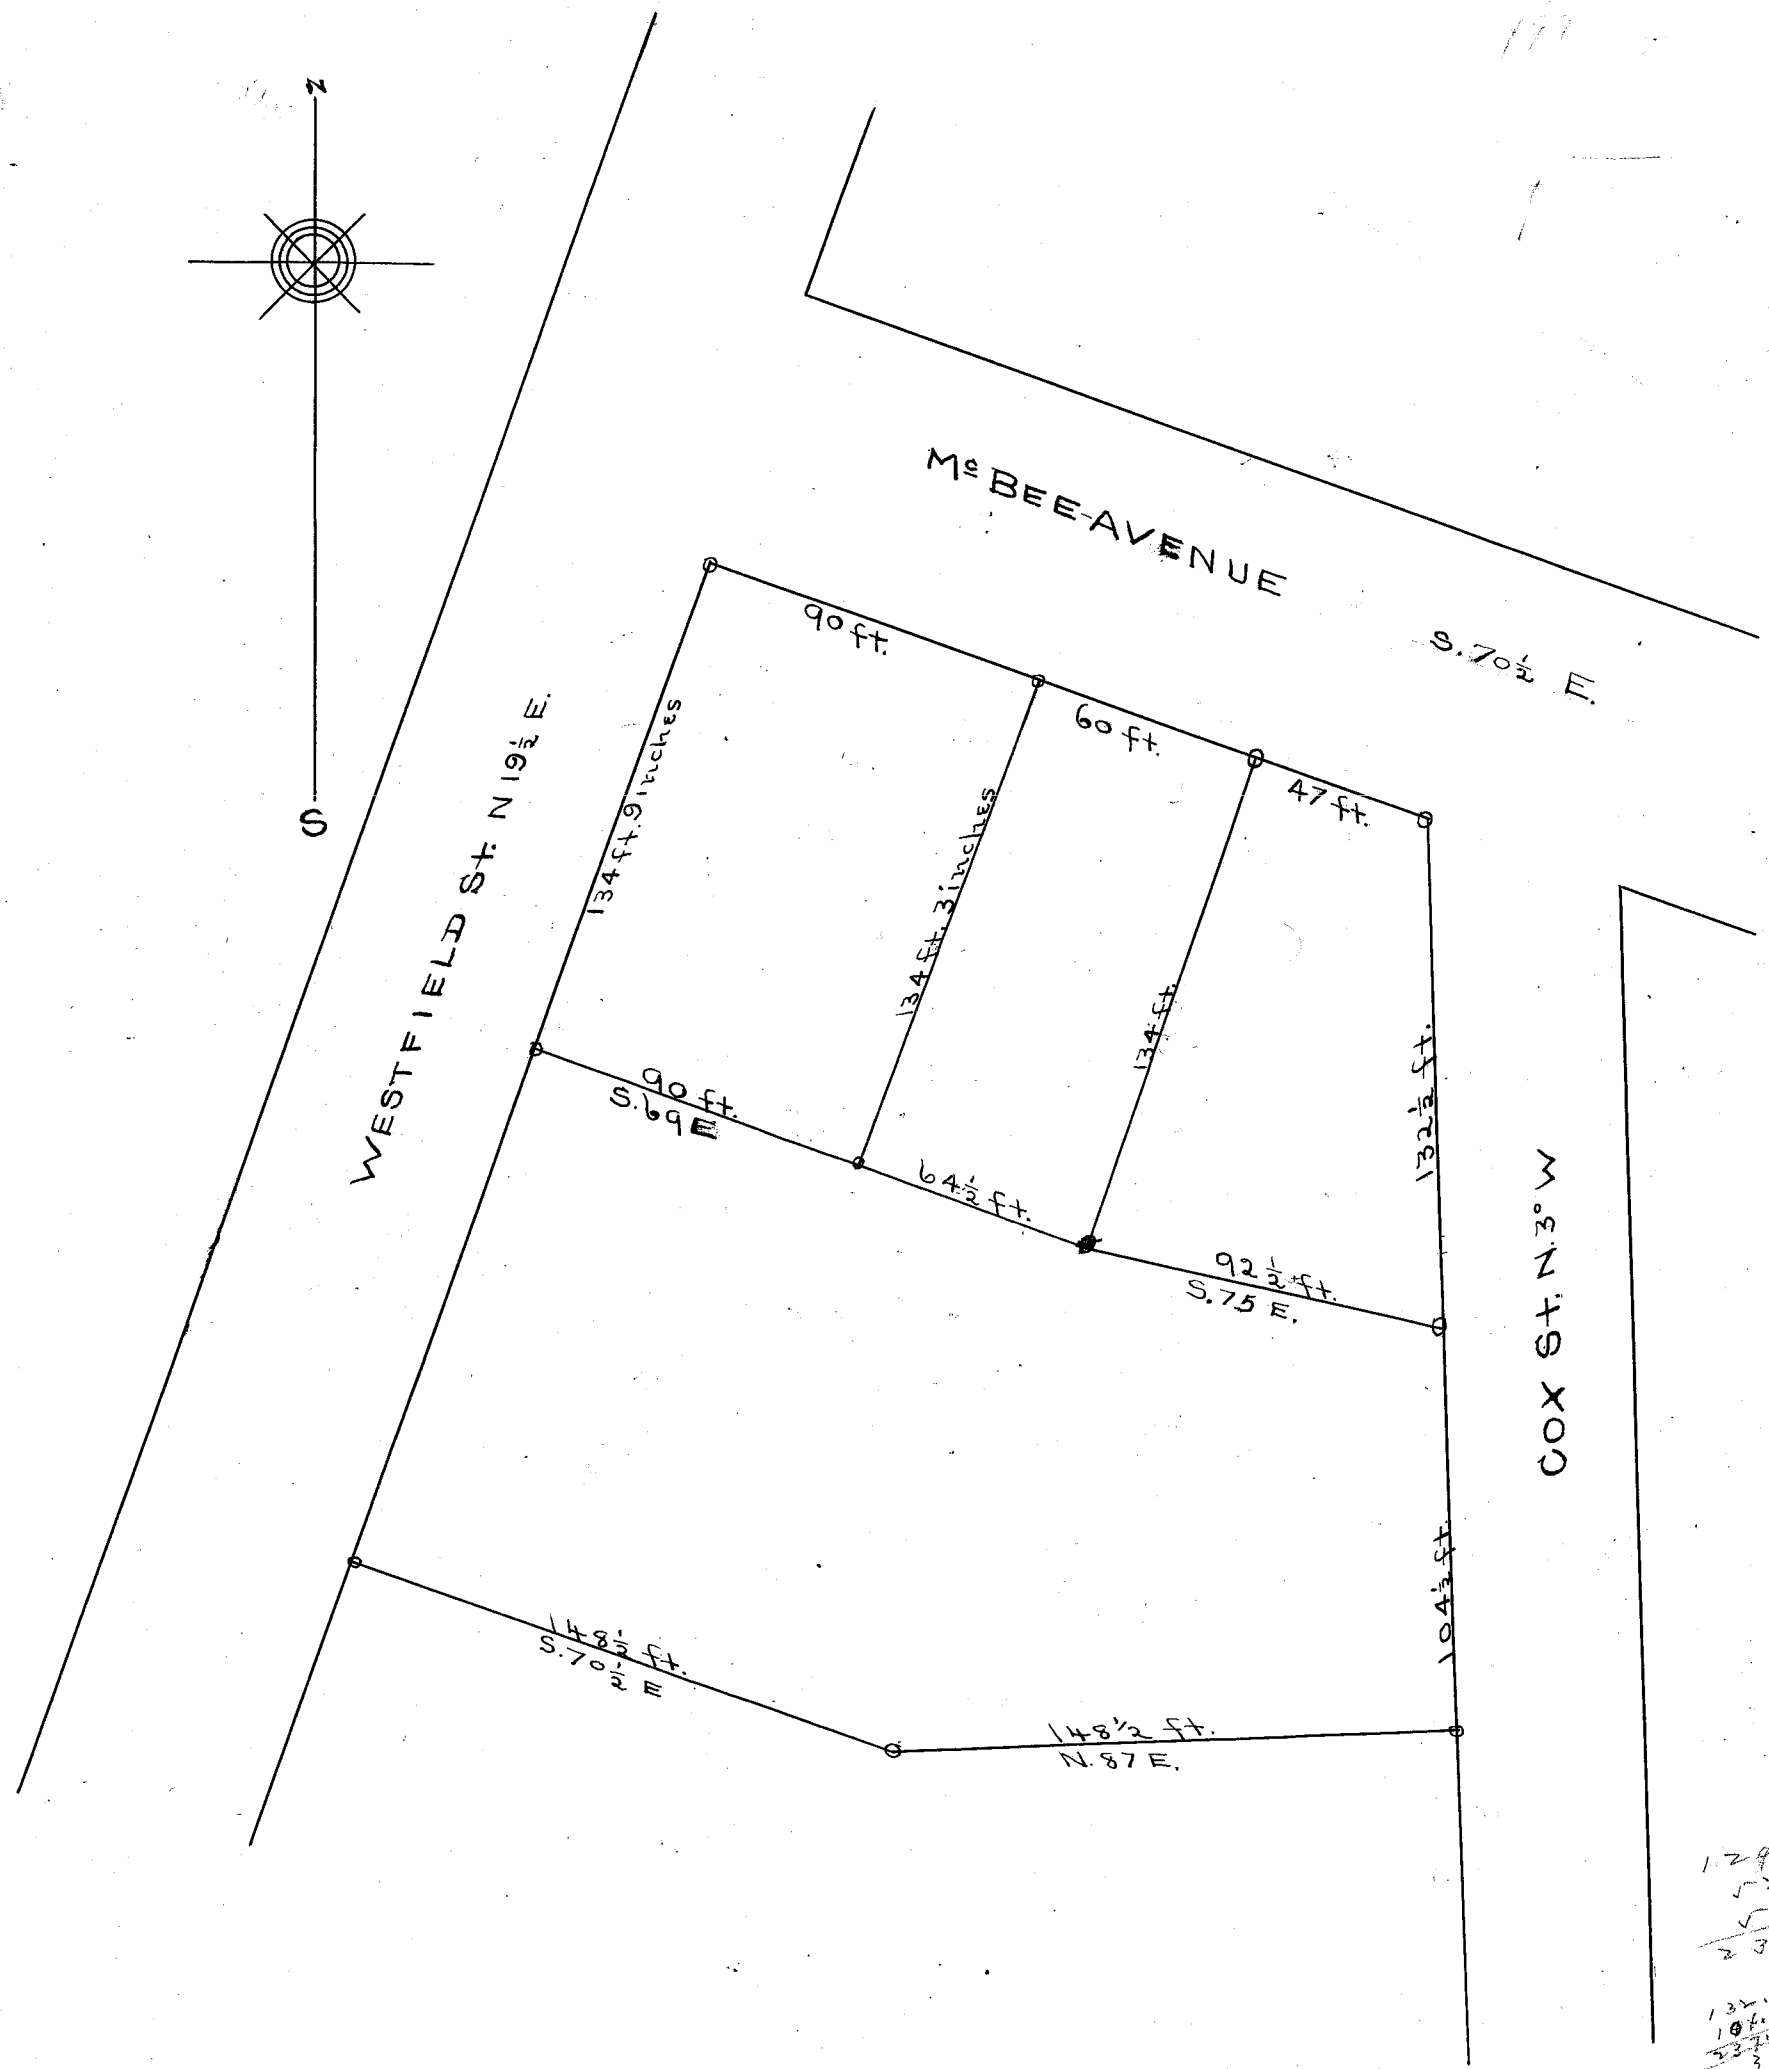 N
S
McBEE-AVENUE
S.70½ E.
WESTFIELD St. N 19½ E.
90 ft.
60 ft.
47 ft.
134 ft. 9 inches
134 ft. 3 inches
134 ft.
132½ ft.
90 ft.
S.69 E
64½ ft.
92½ ft.
S.75 E.
COX St. N.3° W
104½ ft.
148½ ft.
S.70½ E
148½ ft.
N. 87 E.